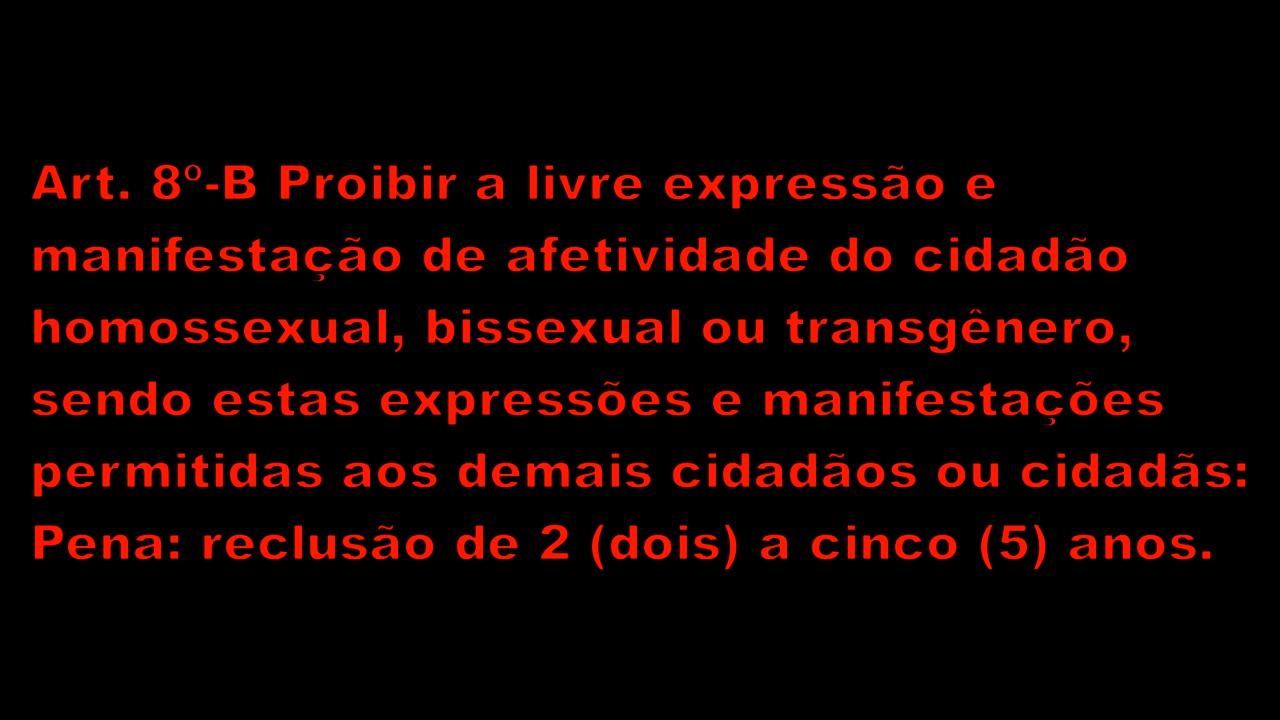 Art. 8º-B Proibir a livre expressão e
manifestação de afetividade do cidadão
homossexual, bissexual ou transgênero,
sendo estas expressões e manifestações
permitidas aos demais cidadãos ou cidadãs:
Pena: reclusão de 2 (dois) a cinco (5) anos.